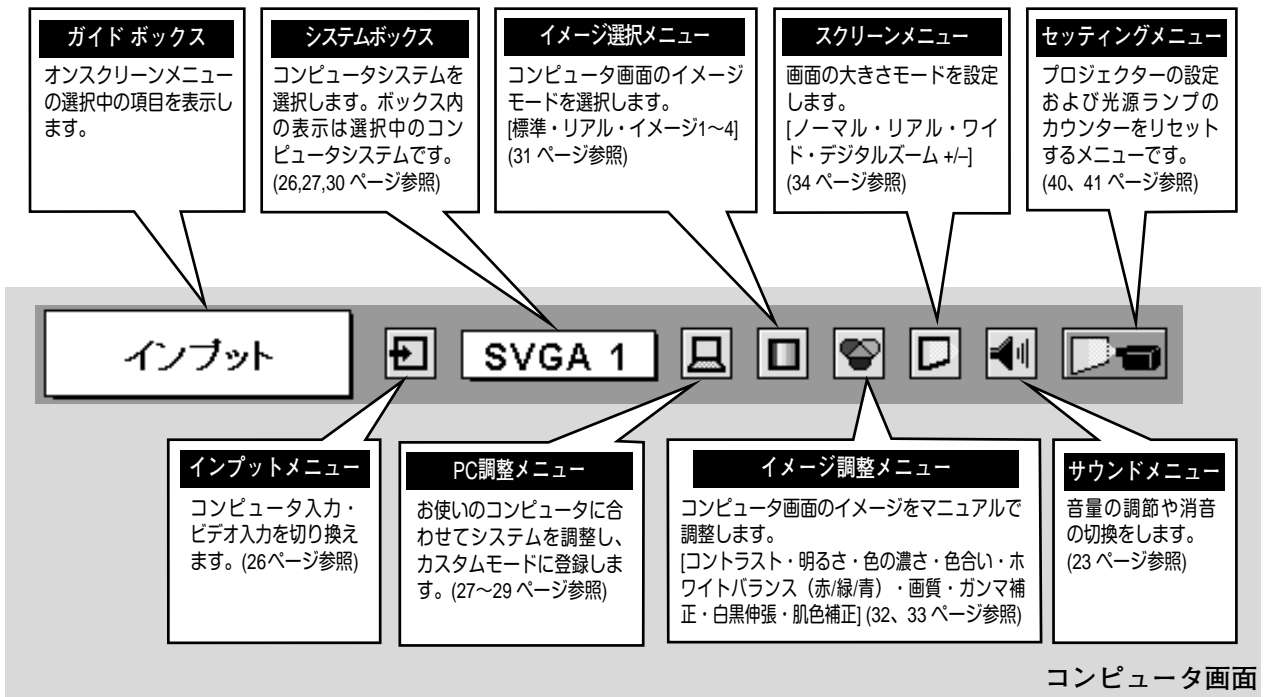 ガイド ボックス
オンスクリーンメニュー
の選択中の項目を表示し
ます。
システムボックス
コンピュータシステムを
選択します。ボックス内
の表示は選択中のコン
ピュータシステムです。
(26,27,30 ページ参照)
イメージ選択メニュー
コンピュータ画面のイメージ
モードを選択します。
[標準・リアル・イメージ1〜4]
(31 ページ参照)
スクリーンメニュー
画面の大きさモードを設定
します。
[ノーマル・リアル・ワイ
ド・デジタルズーム +/–]
(34 ページ参照)
セッティングメニュー
プロジェクターの設定
および光源ランプの
カウンターをリセット
するメニューです。
(40、41 ページ参照)
インプット
SVGA 1
インプットメニュー
コンピュータ入力・
ビデオ入力を切り換え
ます。(26ページ参照)
PC調整メニュー
お使いのコンピュータに合
わせてシステムを調整し、
カスタムモードに登録しま
す。(27〜29 ページ参照)
イメージ調整メニュー
コンピュータ画面のイメージをマニュアルで
調整します。
[コントラスト・明るさ・色の濃さ・色合い・ホ
ワイトバランス（赤/緑/青）・画質・ガンマ補
正・白黒伸張・肌色補正] (32、33 ページ参照)
サウンドメニュー
音量の調節や消音
の切換をします。
(23 ページ参照)
コンピュータ画面